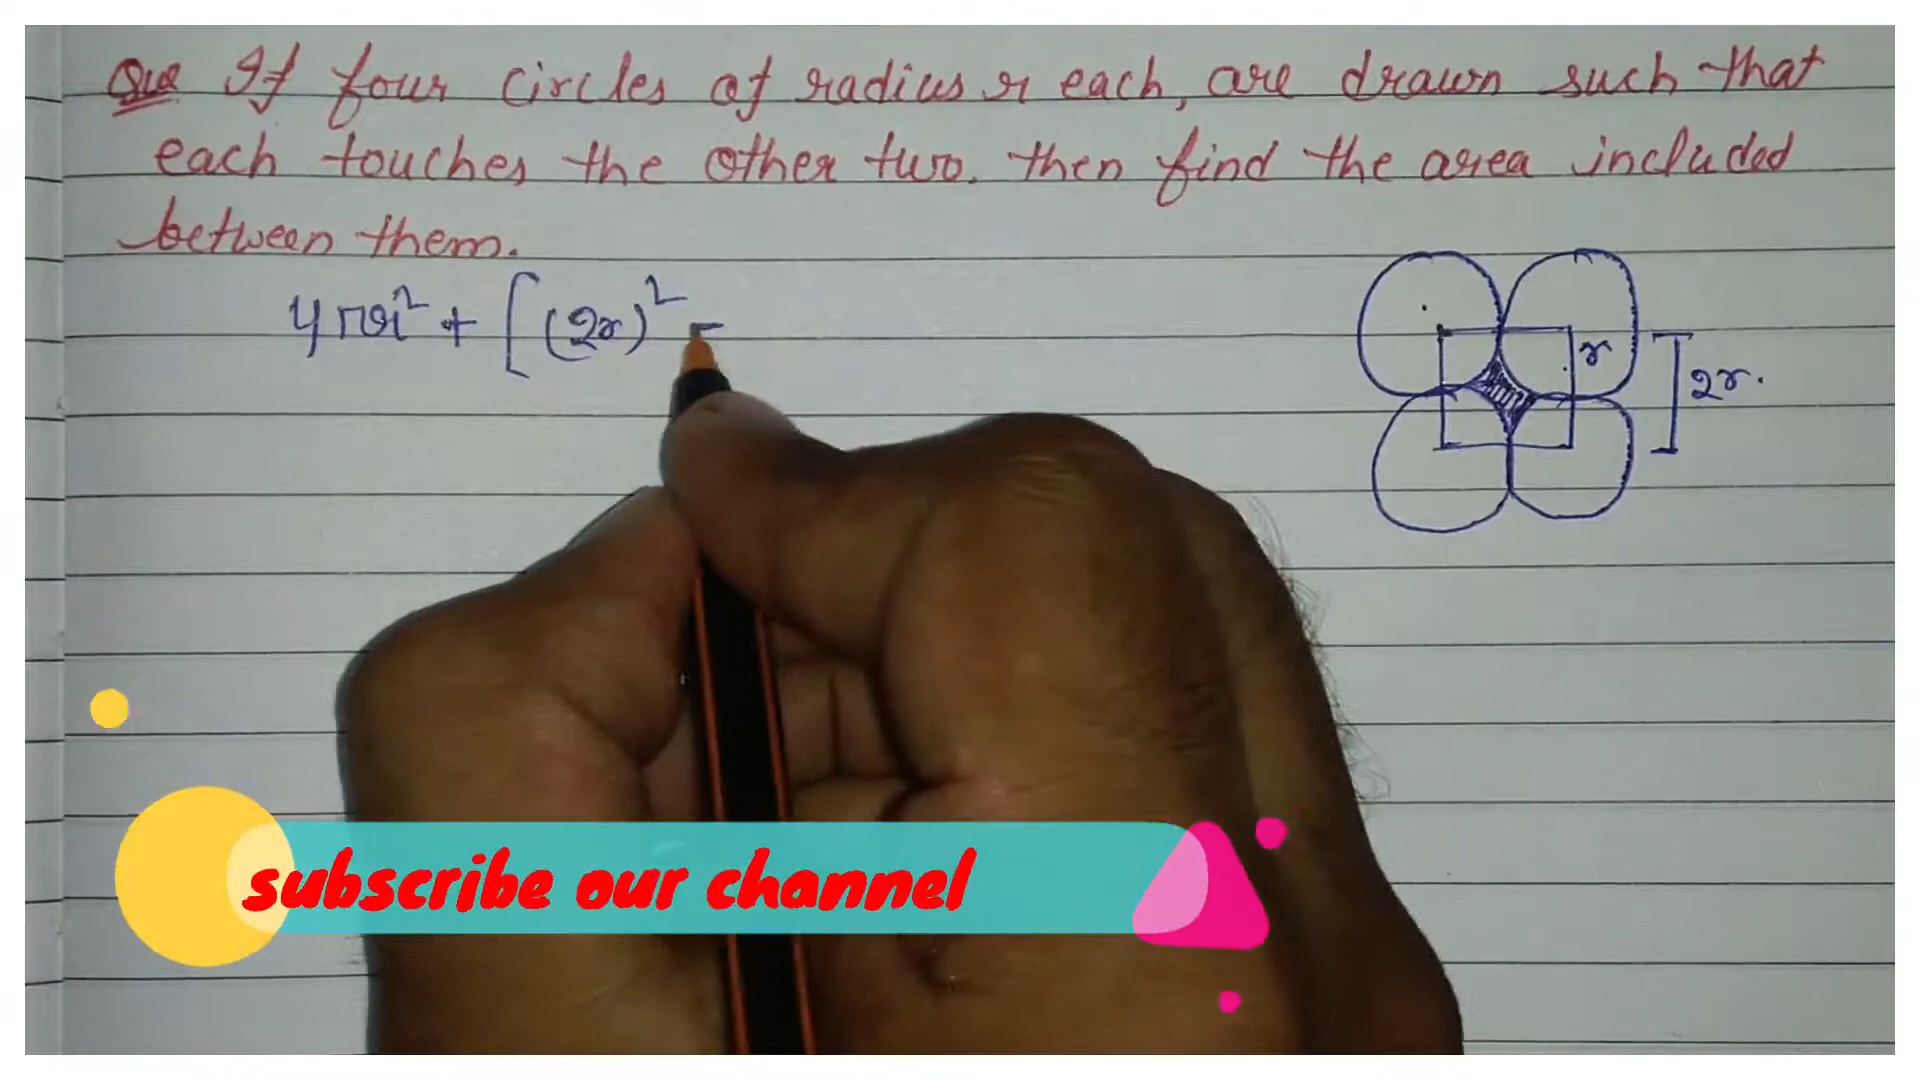 Que If four circles of radius r each, are drawn such that
each touches the other two. then find the area included
between them.
4πr² + [(2r)² -
r
2r.
subscribe our channel